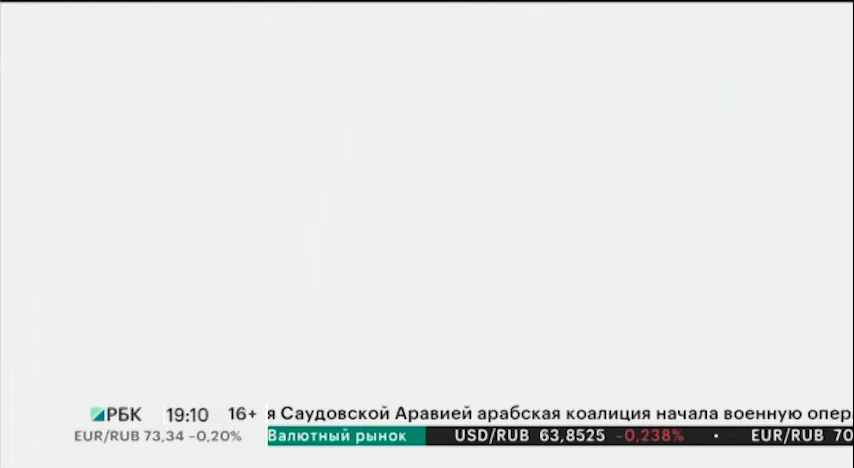 РБК 19:10 16+ я Саудовской Аравией арабская коалиция начала военную опер
EUR/RUB 73,34 -0,20% Валютный рынок USD/RUB 63,8525 -0,238% • EUR/RUB 70